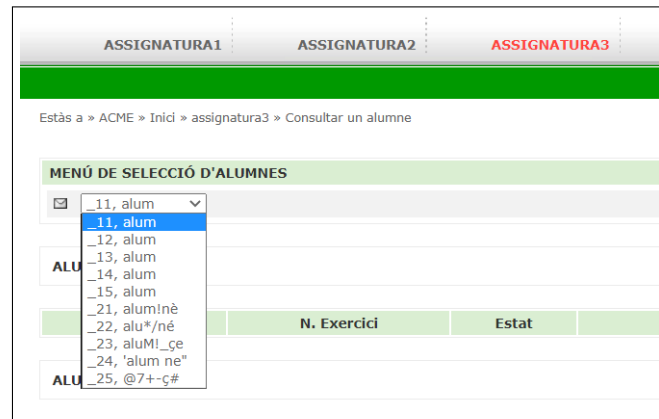 ASSIGNATURA1 ASSIGNATURA2 ASSIGNATURA3
Estàs a » ACME » Inici » assignatura3 » Consultar un alumne
MENÚ DE SELECCIÓ D'ALUMNES
_11, alum
_11, alum
_12, alum
_13, alum
_14, alum
_15, alum
_21, alum!nè
_22, alu*/né
_23, aluM!_çe
_24, 'alum ne"
_25, @7+-ç#
ALU
N. Exercici Estat
ALU